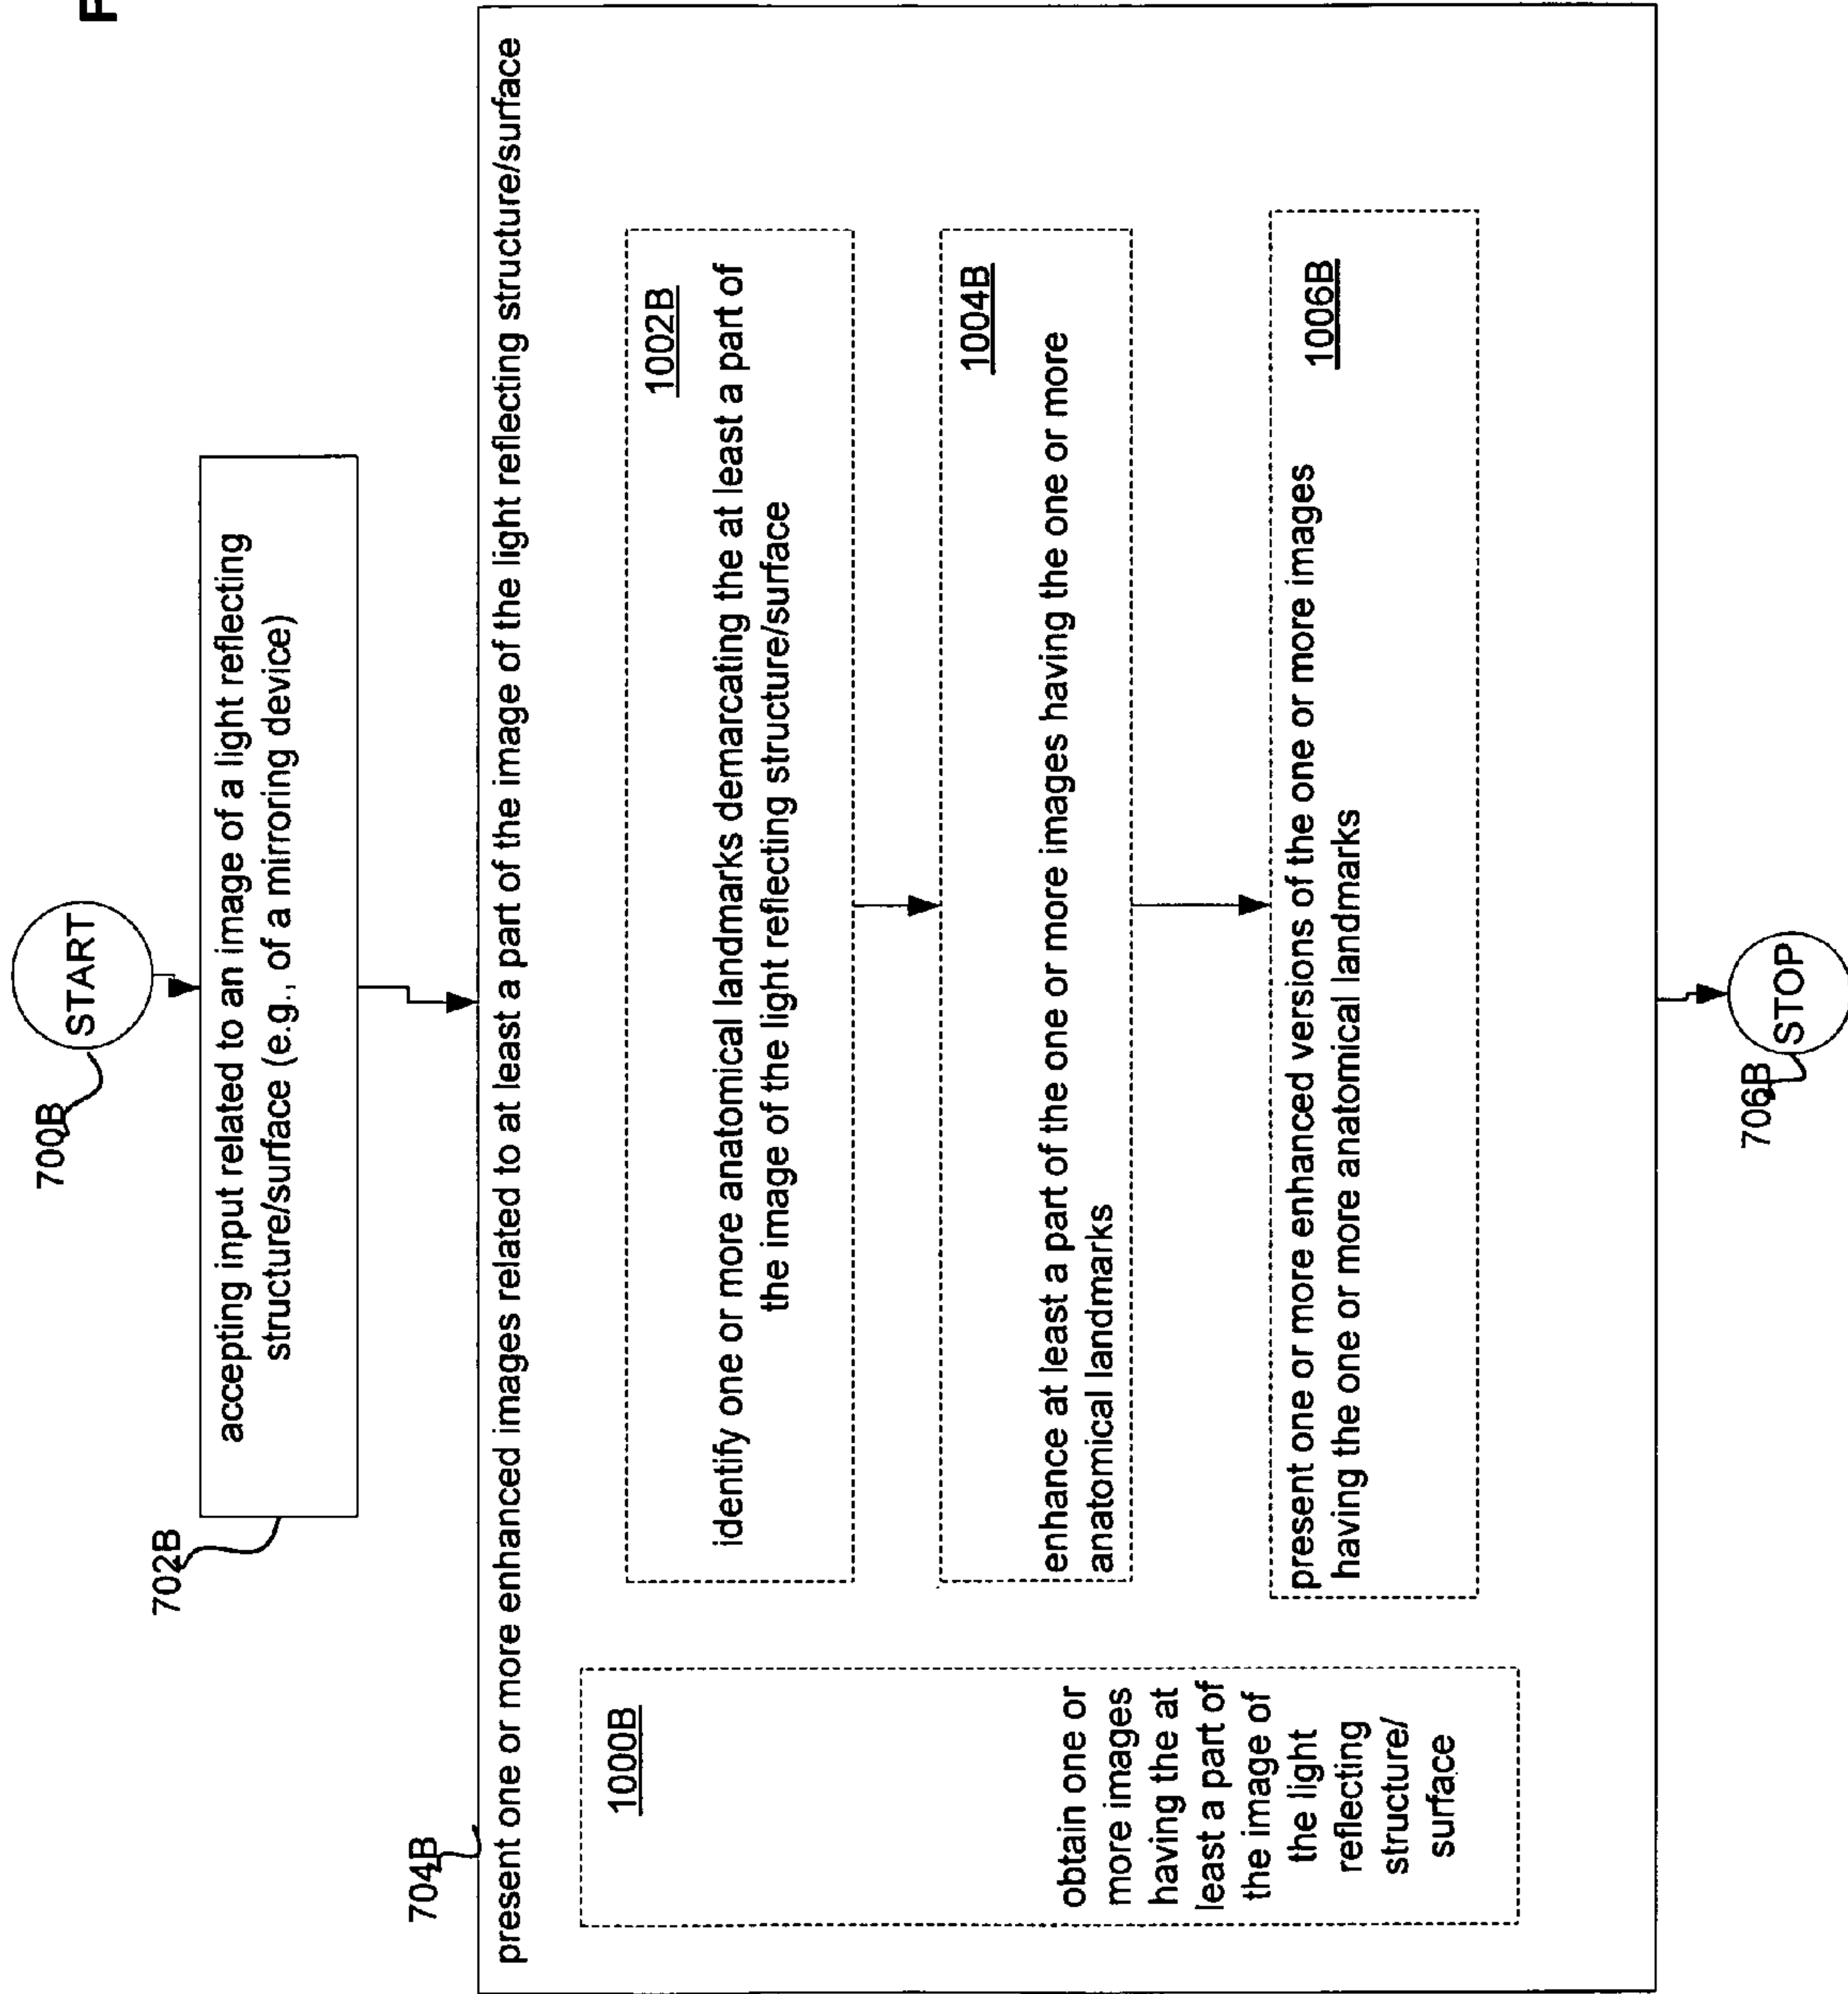 F
700B
START
702B
accepting input related to an image of a light reflecting
structure/surface (e.g., of a mirroring device)
704B
present one or more enhanced images related to at least a part of the image of the light reflecting structure/surface
1000B
obtain one or
more images
having the at
least a part of
the image of
the light
reflecting
structure/
surface
1002B
identify one or more anatomical landmarks demarcating the at least a part of
the image of the light reflecting structure/surface
1004B
enhance at least a part of the one or more images having the one or more
anatomical landmarks
1006B
present one or more enhanced versions of the one or more images
having the one or more anatomical landmarks
706B
STOP